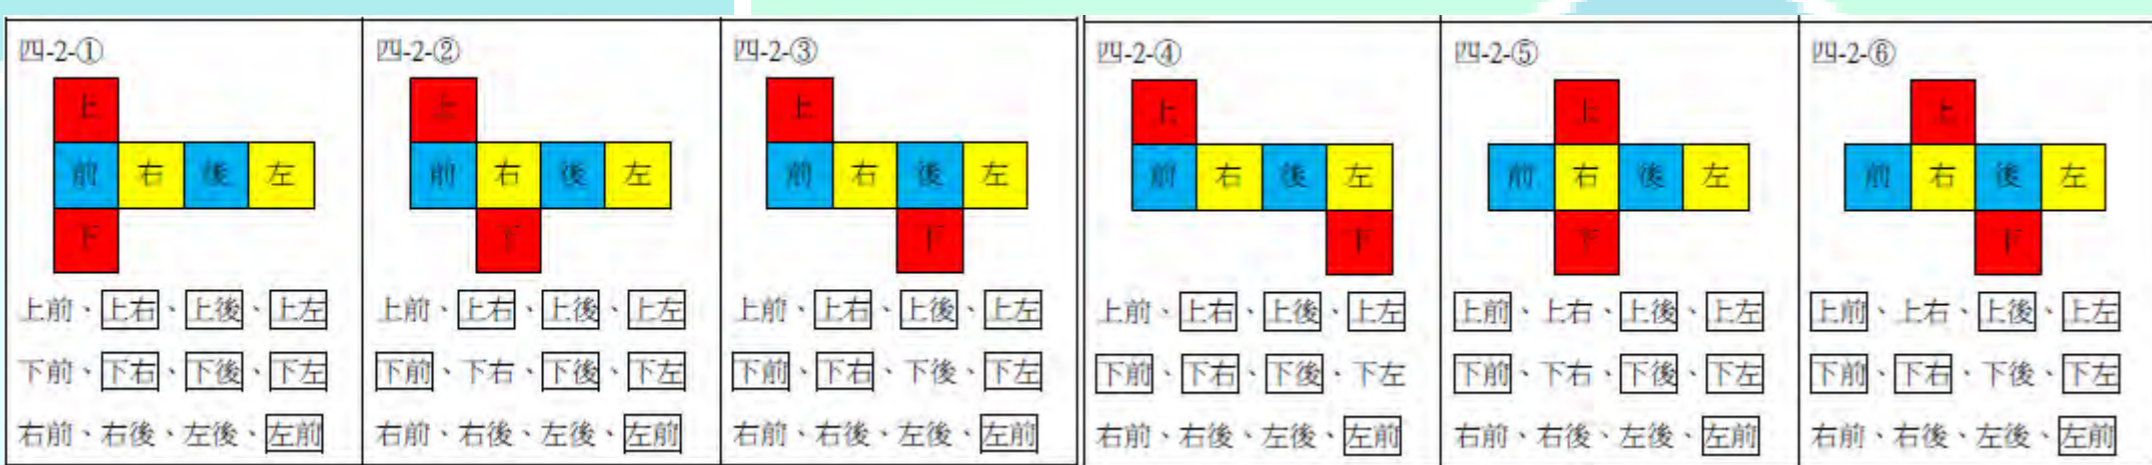 四-2-①
上
前 右 後 左
下
上前、上右、上後、上左
下前、下右、下後、下左
右前、右後、左後、左前
四-2-②
上
前 右 後 左
下
上前、上右、上後、上左
下前、下右、下後、下左
右前、右後、左後、左前
四-2-③
上
前 右 後 左
下
上前、上右、上後、上左
下前、下右、下後、下左
右前、右後、左後、左前
四-2-④
上
前 右 後 左
下
上前、上右、上後、上左
下前、下右、下後、下左
右前、右後、左後、左前
四-2-⑤
上
前 右 後 左
下
上前、上右、上後、上左
下前、下右、下後、下左
右前、右後、左後、左前
四-2-⑥
上
前 右 後 左
下
上前、上右、上後、上左
下前、下右、下後、下左
右前、右後、左後、左前